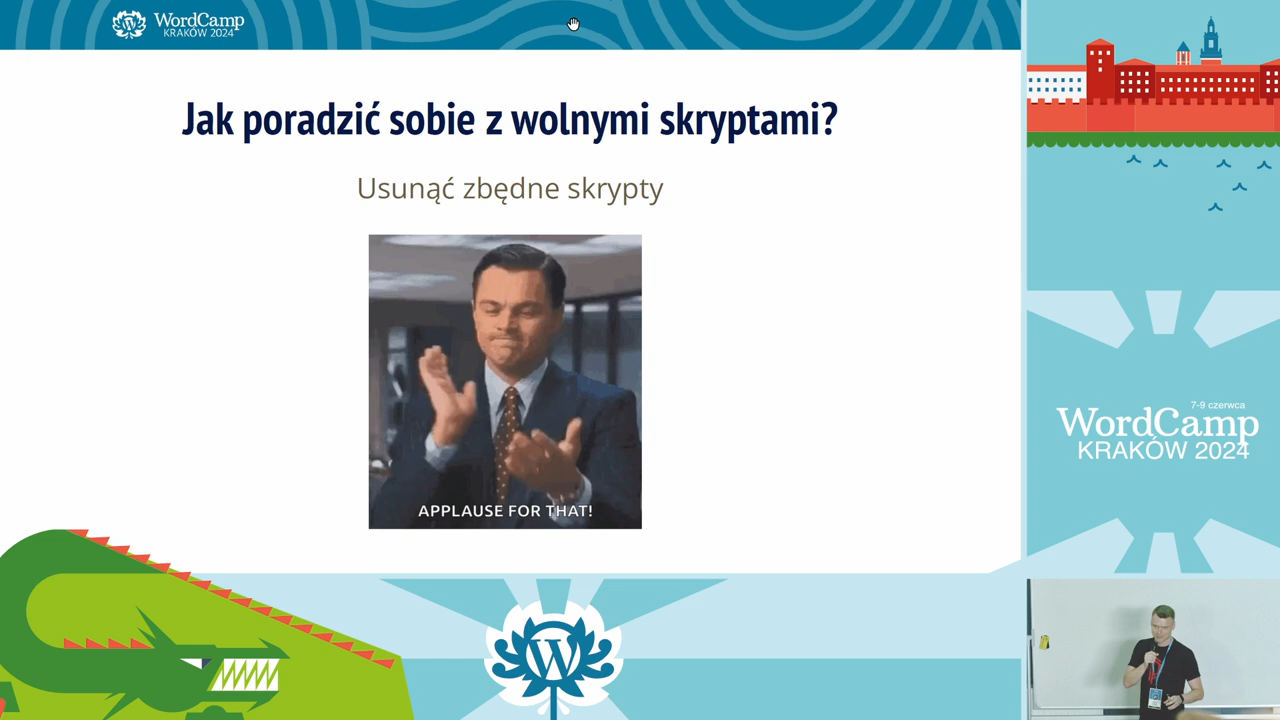 WordCamp
KRAKÓW 2024
Jak poradzić sobie z wolnymi skryptami?
Usunąć zbędne skrypty
APPLAUSE FOR THAT!
7-9 czerwca
WordCamp
KRAKÓW 2024
W